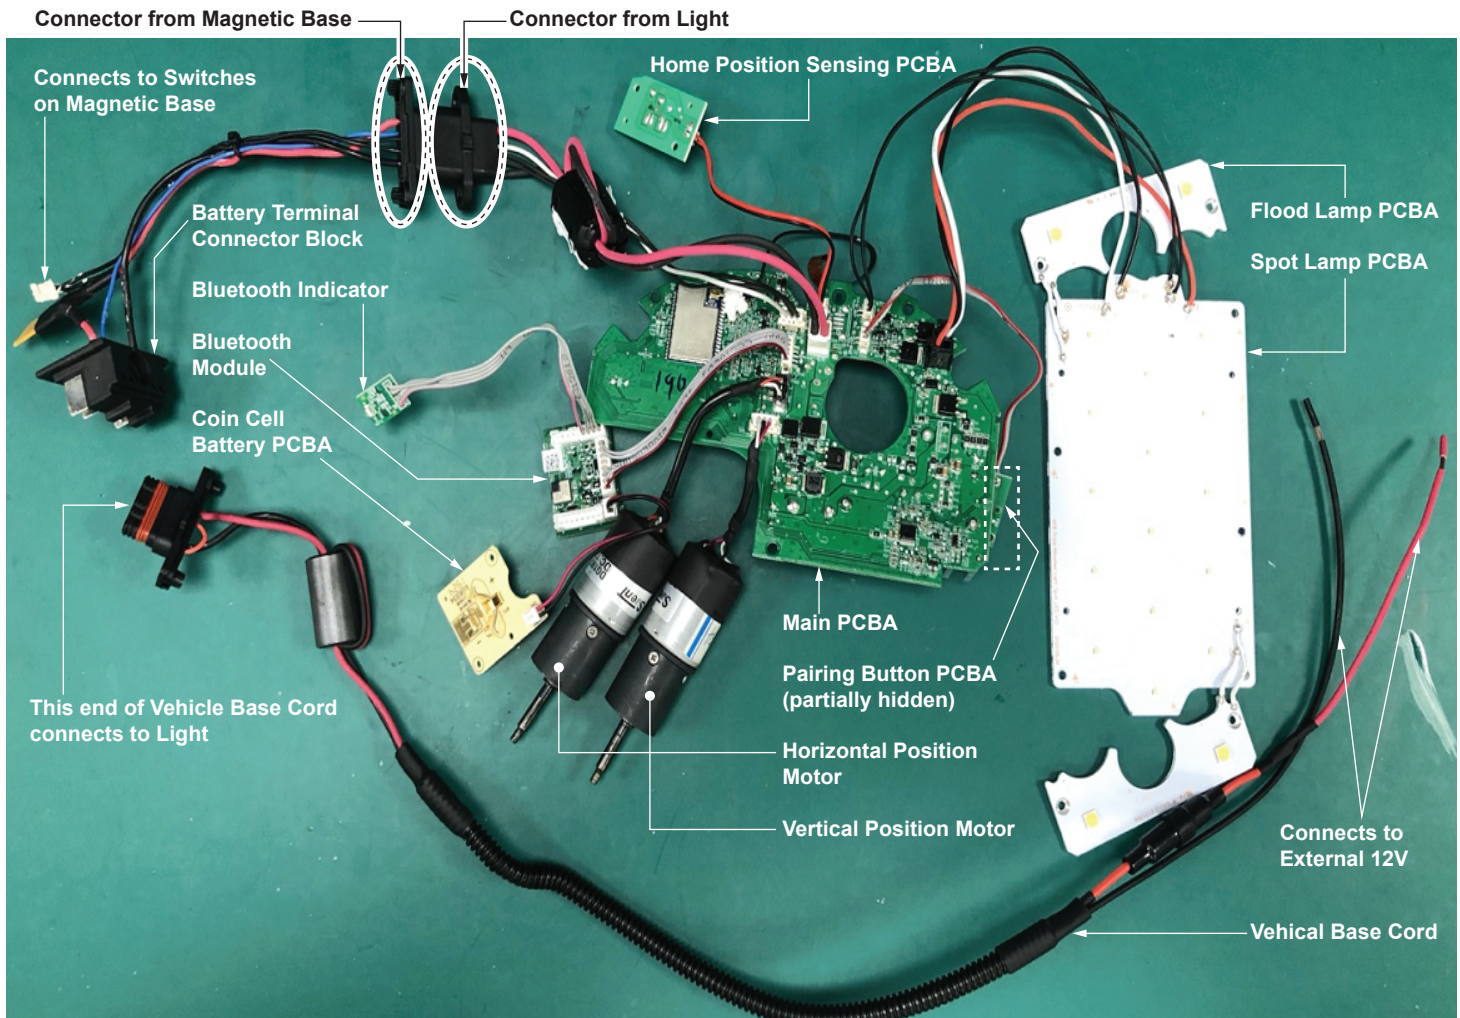 Connector from Magnetic Base
Connector from Light
Connects to Switches
on Magnetic Base
Home Position Sensing PCBA
Battery Terminal
Connector Block
Flood Lamp PCBA
Spot Lamp PCBA
Bluetooth Indicator
Bluetooth
Module
196
Coin Cell
Battery PCBA
Main PCBA
Pairing Button PCBA
(partially hidden)
This end of Vehicle Base Cord
connects to Light
Horizontal Position
Motor
Vertical Position Motor
Connects to
External 12V
Vehical Base Cord